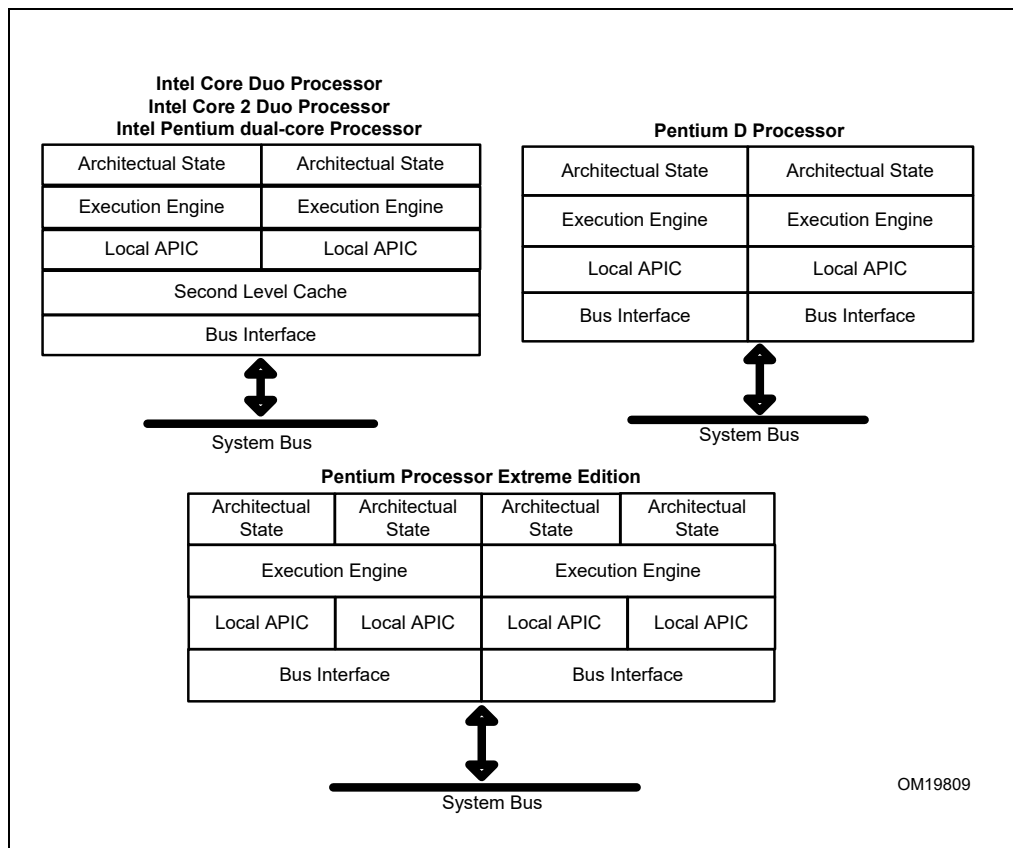 Intel Core Duo Processor
Intel Core 2 Duo Processor
Intel Pentium dual-core Processor
Architectual State
Architectual State
Execution Engine
Execution Engine
Local APIC
Local APIC
Second Level Cache
Bus Interface
System Bus
Pentium D Processor
Architectual State
Architectual State
Execution Engine
Execution Engine
Local APIC
Local APIC
Bus Interface
Bus Interface
System Bus
Pentium Processor Extreme Edition
Architectual
State
Architectual
State
Architectual
State
Architectual
State
Execution Engine
Execution Engine
Local APIC
Local APIC
Local APIC
Local APIC
Bus Interface
Bus Interface
System Bus
OM19809